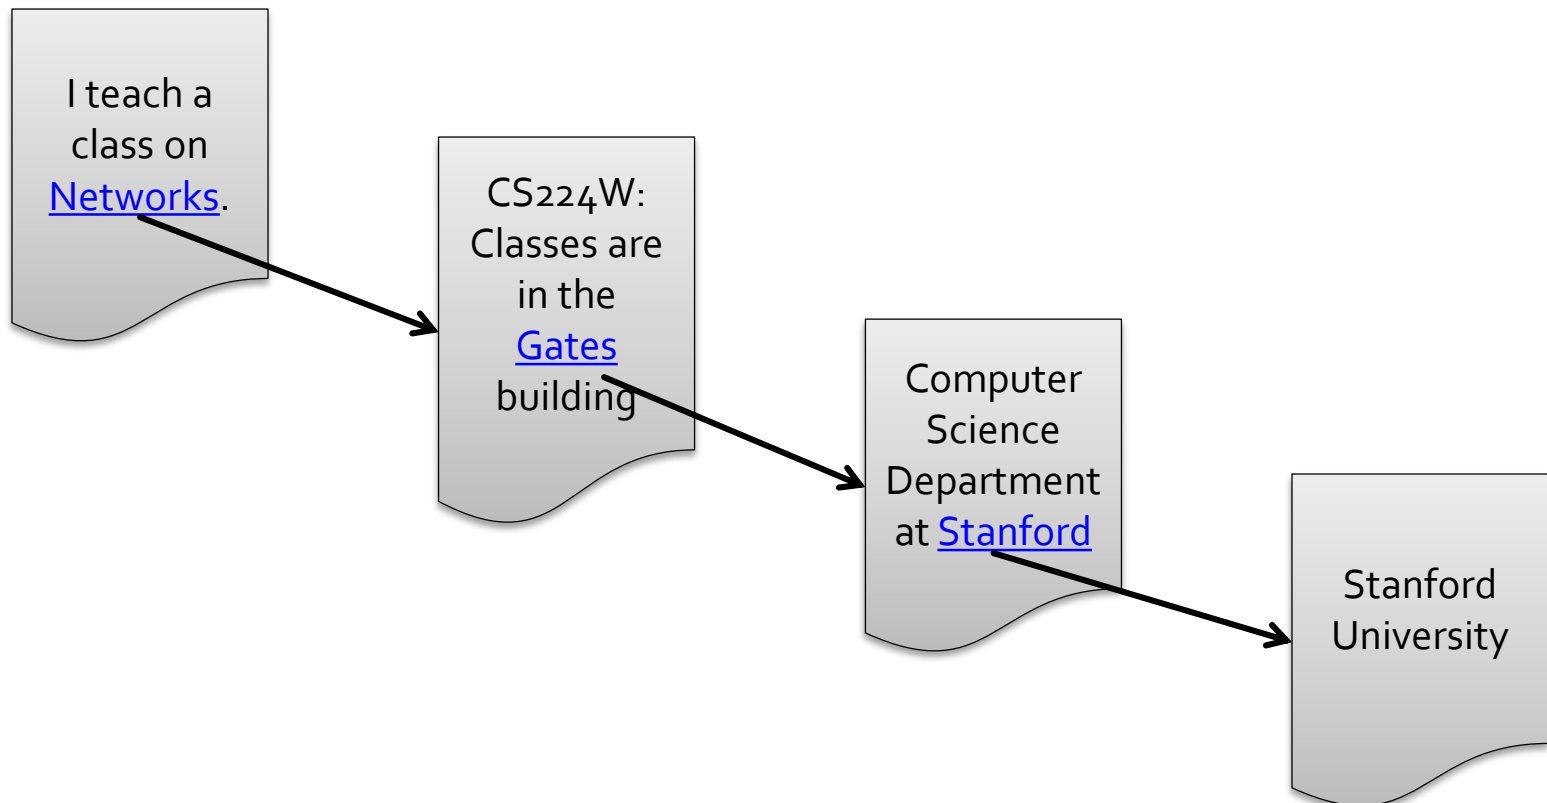 I teach a
class on
Networks.
CS224W:
Classes are
in the
Gates
building
Computer
Science
Department
at Stanford
Stanford
University